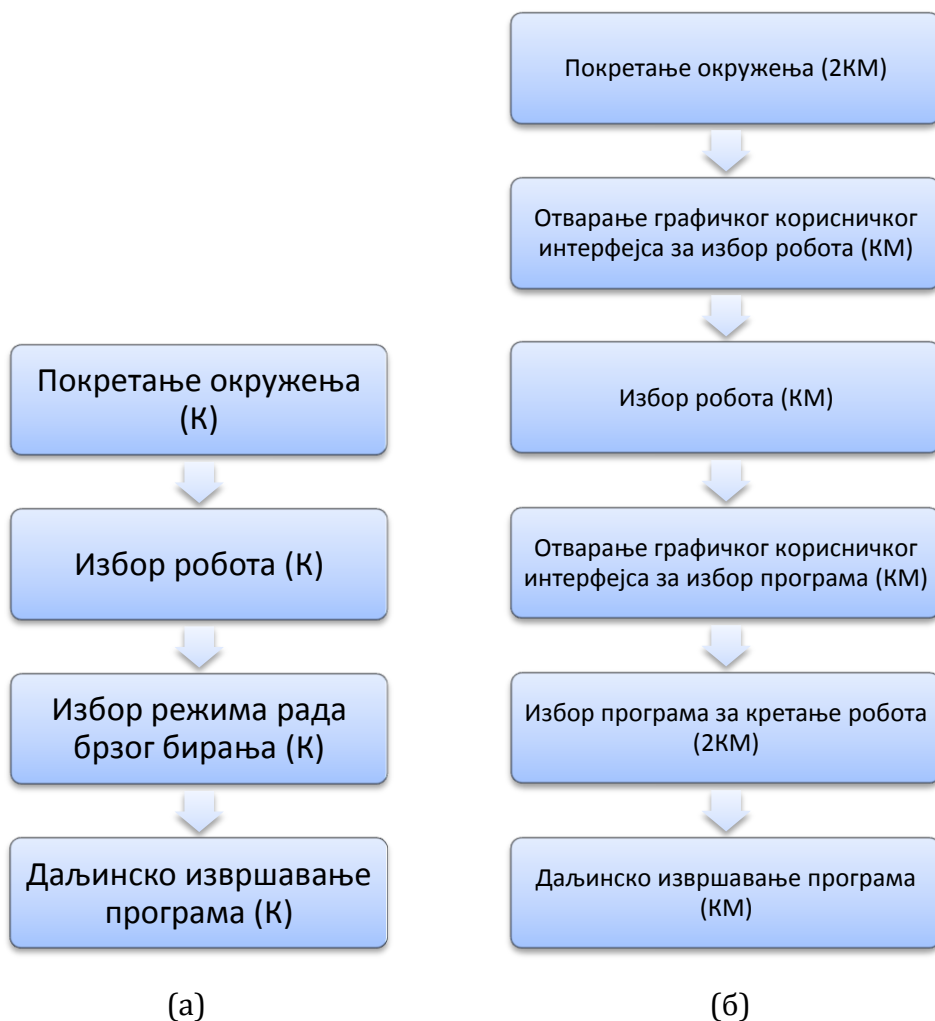 Покретање окружења
(К)
Избор робота (К)
Избор режима рада
брзог бирања (К)
Даљинско извршавање
програма (К)
(а)
Покретање окружења (2КМ)
Отварање графичког корисничког
интерфејса за избор робота (КМ)
Избор робота (КМ)
Отварање графичког корисничког
интерфејса за избор програма (КМ)
Избор програма за кретање робота
(2КМ)
Даљинско извршавање програма
(КМ)
(б)